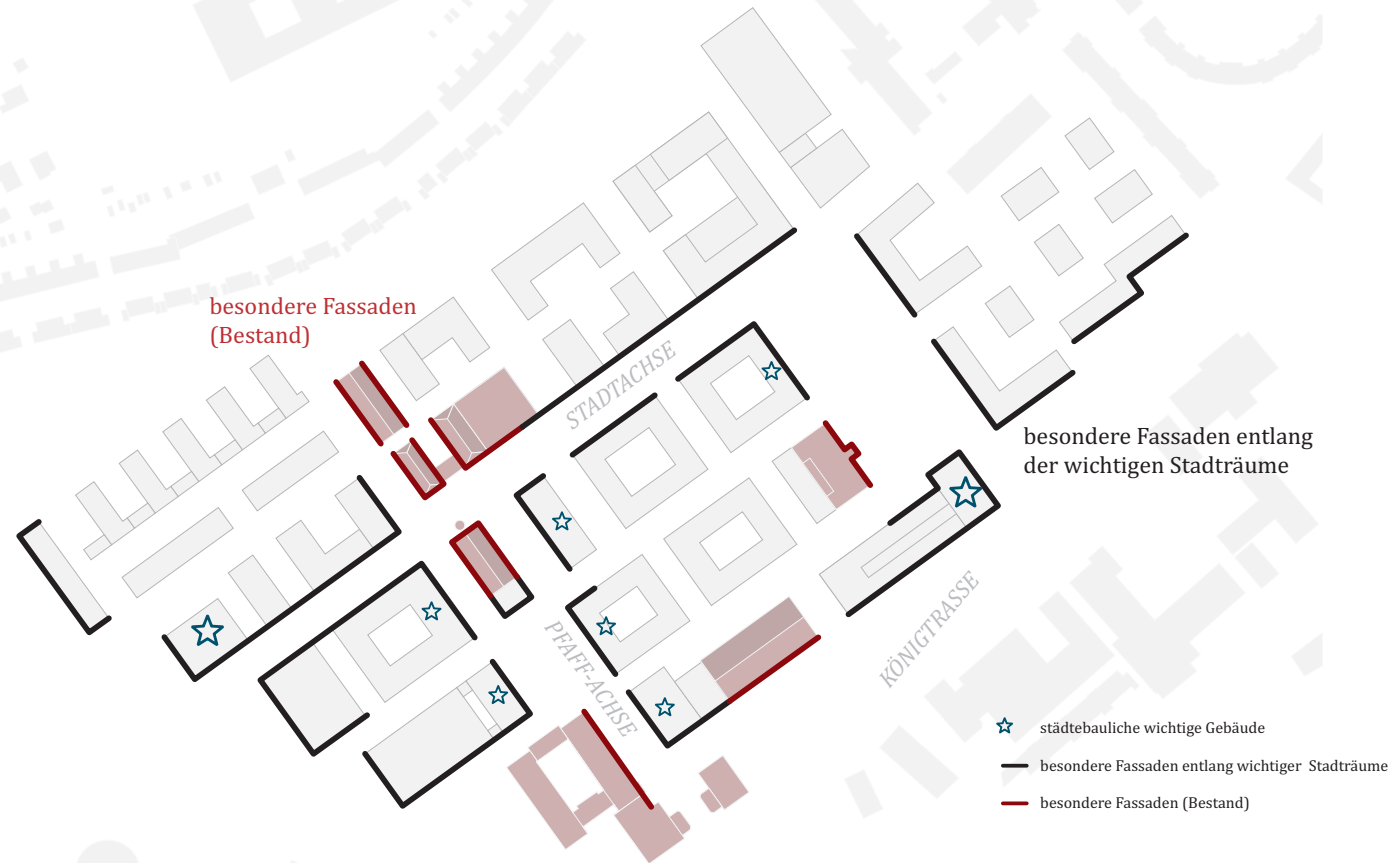 besondere Fassaden
(Bestand)
STADTACHSE
besondere Fassaden entlang
der wichtigen Stadträume
PFAFF-ACHSE
KÖNIGTRASSE
städtebauliche wichtige Gebäude
besondere Fassaden entlang wichtiger Stadträume
besondere Fassaden (Bestand)